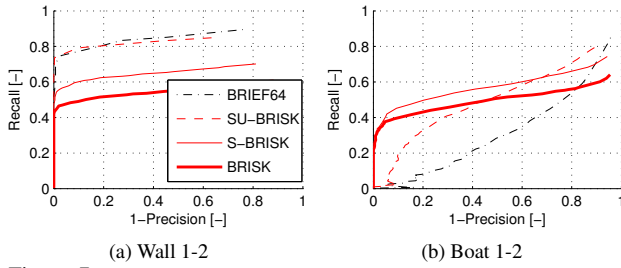 1
0.8
0.6
0.4
0.2
0
Recall [−]
0 0.2 0.4 0.6 0.8 1
1−Precision [−]
BRIEF64
SU−BRISK
S−BRISK
BRISK
(a) Wall 1-2
1
0.8
0.6
0.4
0.2
0
Recall [−]
0 0.2 0.4 0.6 0.8 1
1−Precision [−]
(b) Boat 1-2